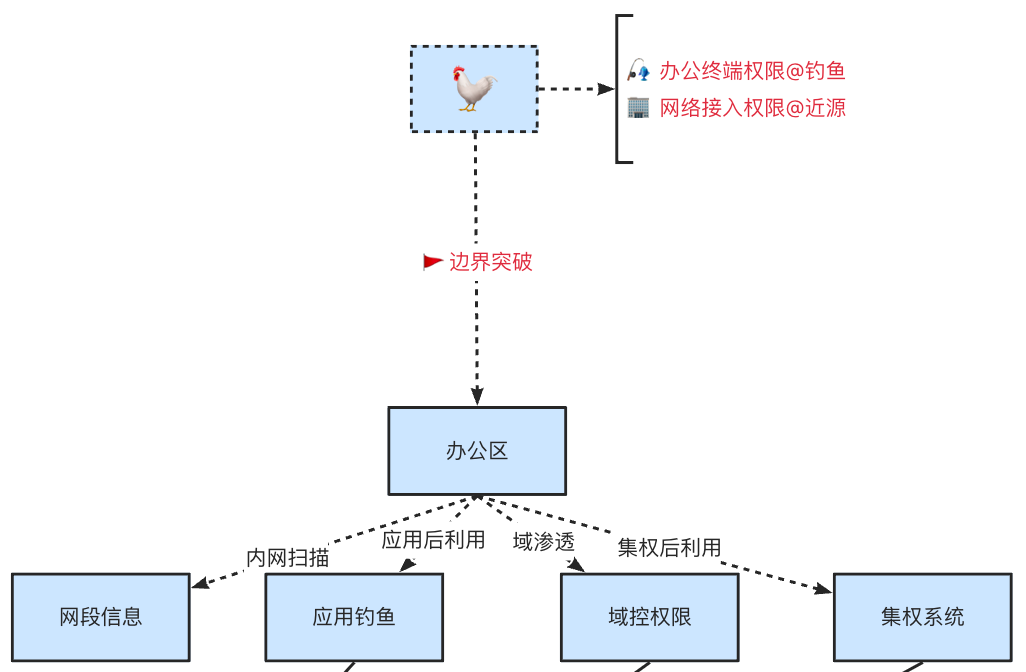 办公终端权限@钓鱼
网络接入权限@近源
边界突破
办公区
内网扫描
应用后利用
域渗透
集权后利用
网段信息
应用钓鱼
域控权限
集权系统